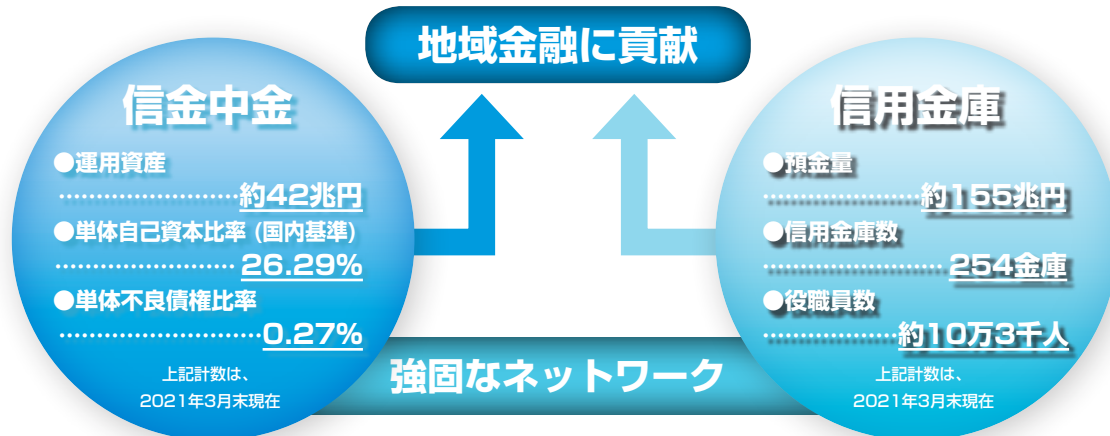 地域金融に貢献
信金中金
●運用資産
約42兆円
●単体自己資本比率 (国内基準)
26.29%
●単体不良債権比率
0.27%
上記計数は、
2021年3月末現在
信用金庫
●預金量
約155兆円
●信用金庫数
254金庫
●役職員数
約10万3千人
上記計数は、
2021年3月末現在
強固なネットワーク